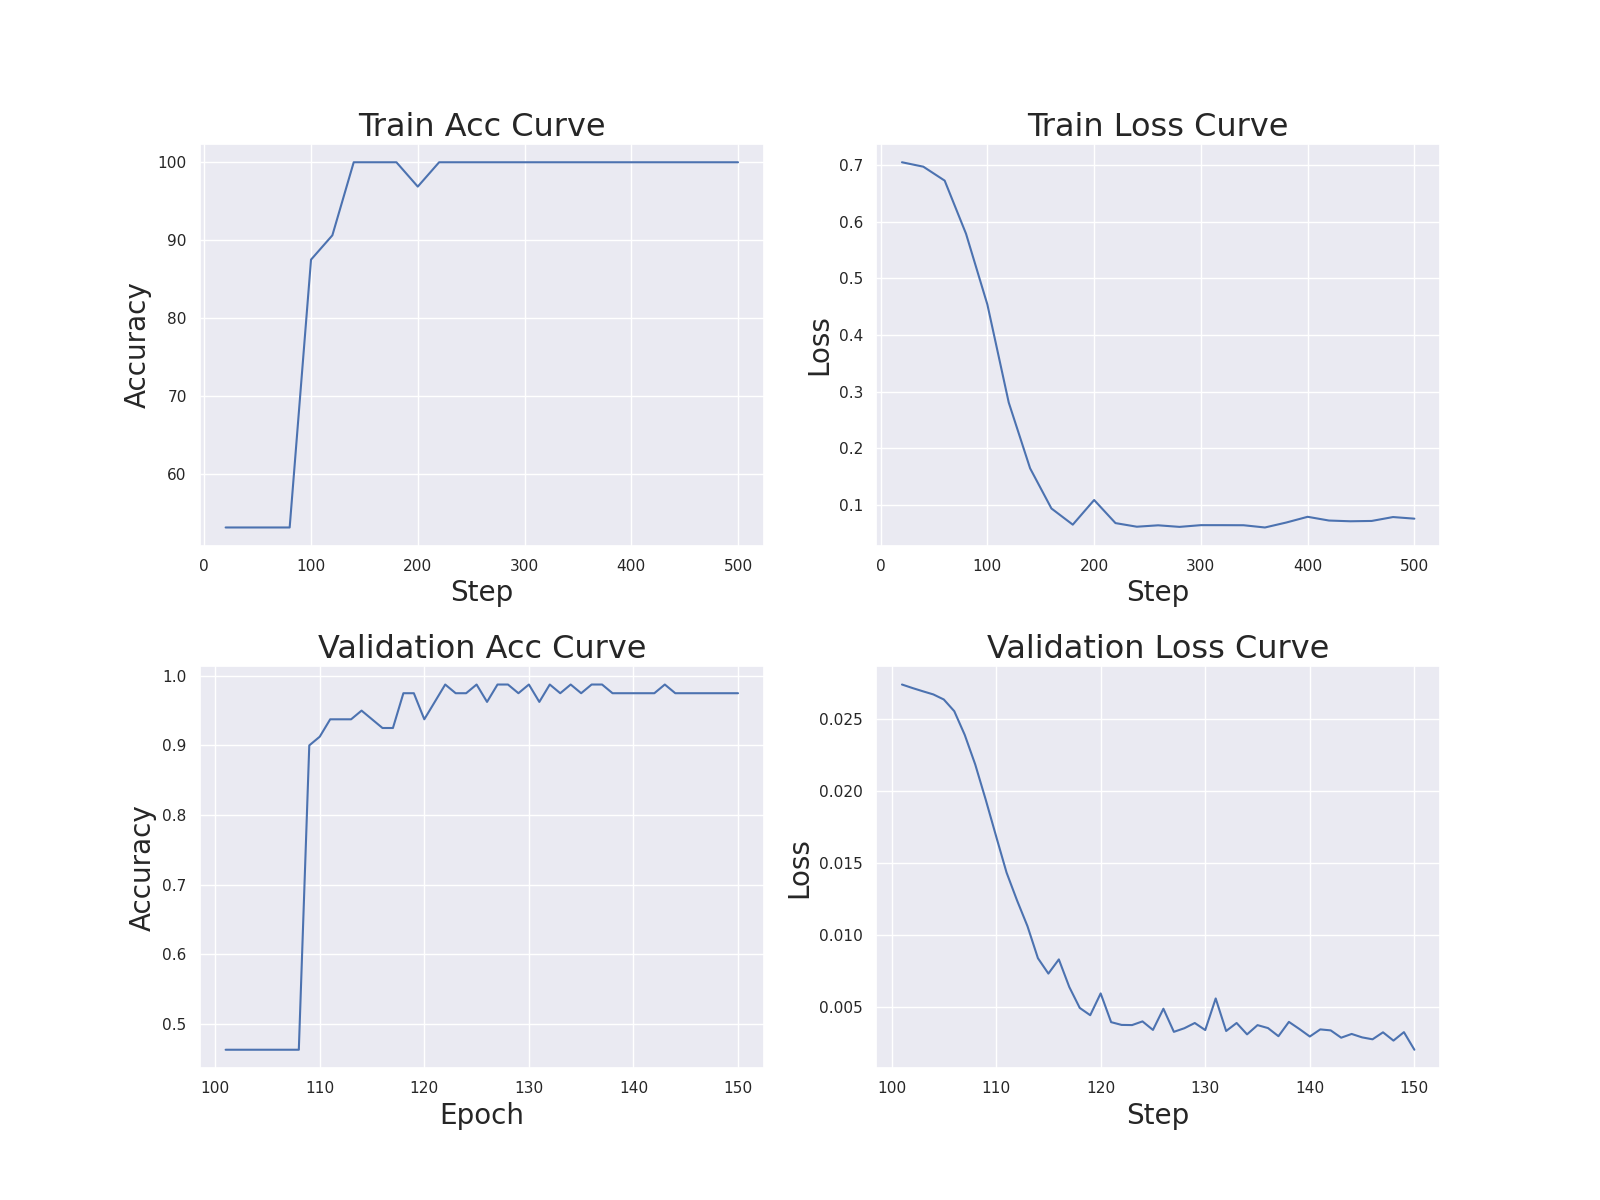 Train Acc Curve
Accuracy
100
90
80
70
60
0 100 200 300 400 500
Step
Train Loss Curve
Loss
0.7
0.6
0.5
0.4
0.3
0.2
0.1
0 100 200 300 400 500
Step
Validation Acc Curve
Accuracy
1.0
0.9
0.8
0.7
0.6
0.5
100 110 120 130 140 150
Epoch
Validation Loss Curve
Loss
0.025
0.020
0.015
0.010
0.005
100 110 120 130 140 150
Step